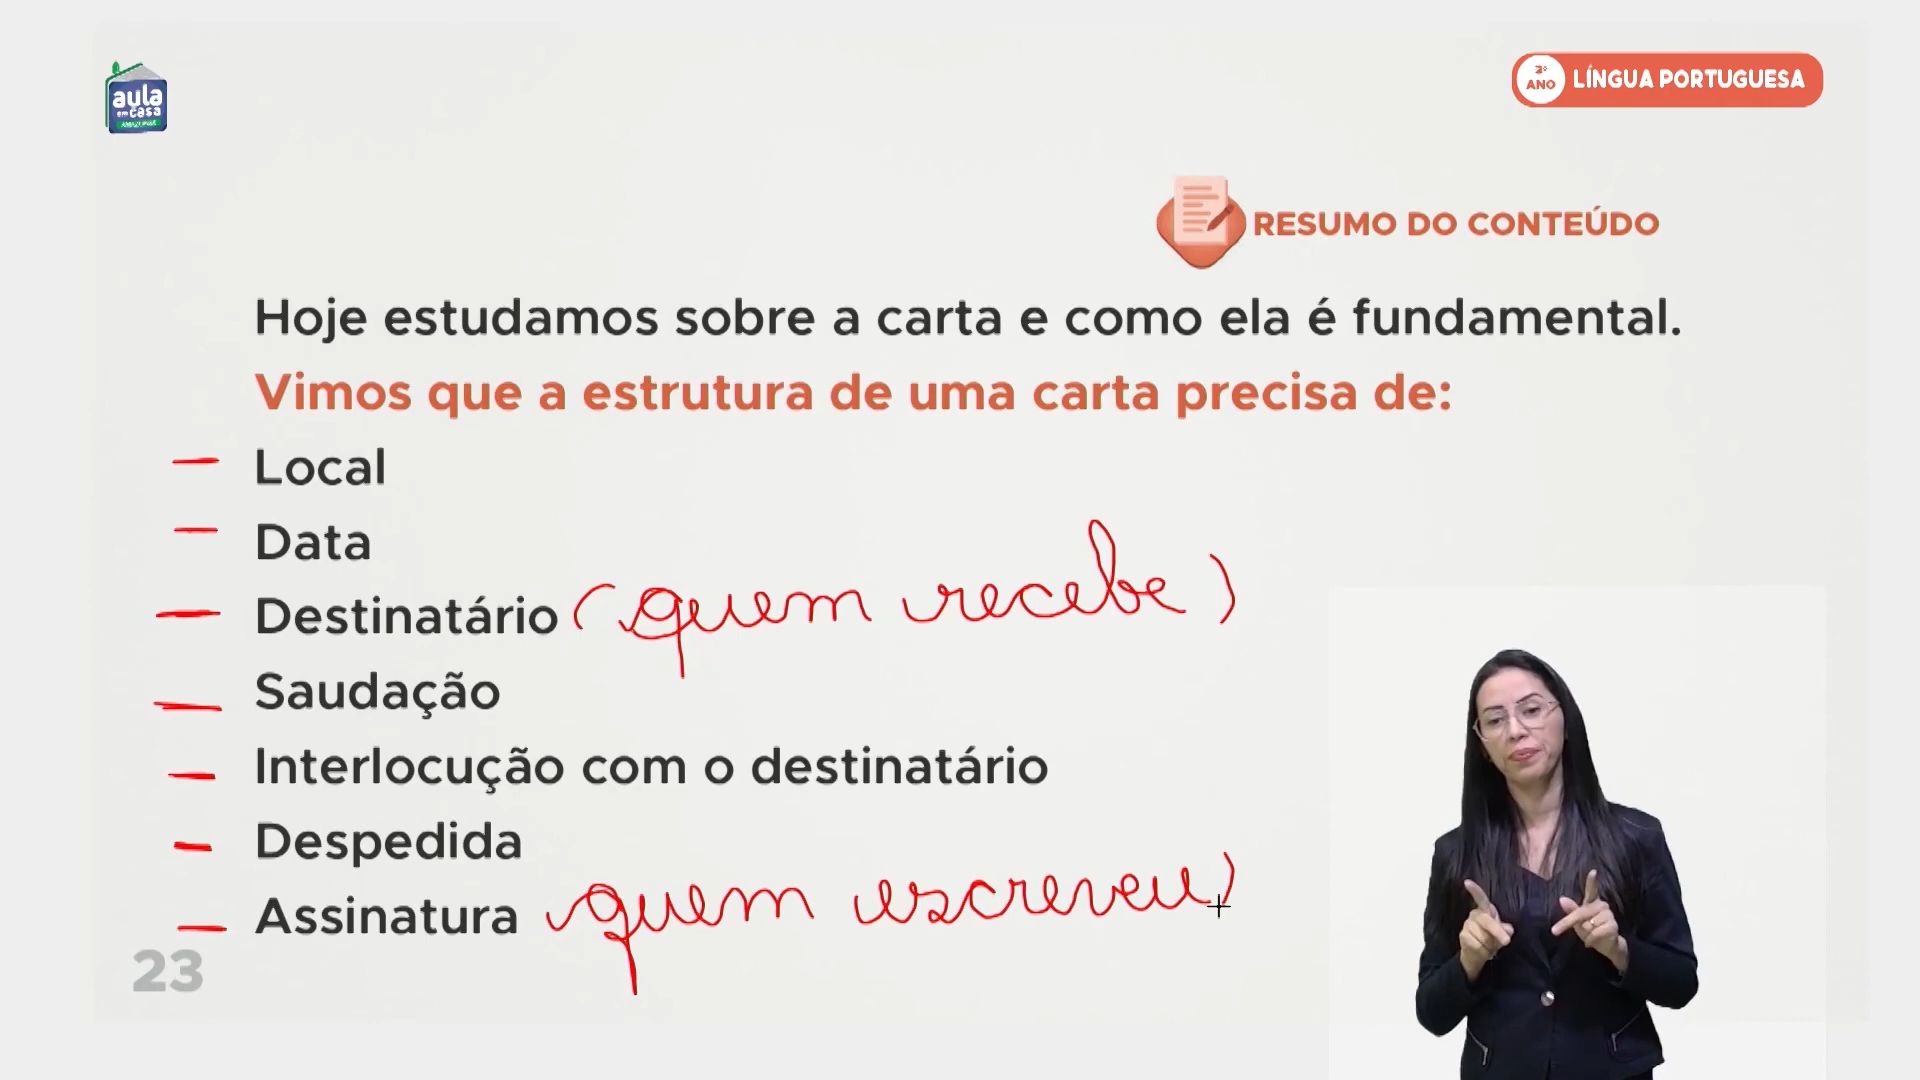 aula
em casa
2º
ANO
LÍNGUA PORTUGUESA
RESUMO DO CONTEÚDO
Hoje estudamos sobre a carta e como ela é fundamental.
Vimos que a estrutura de uma carta precisa de:
— Local
— Data
— Destinatário (quem recebe)
— Saudação
— Interlocução com o destinatário
— Despedida
— Assinatura quem escreveu)
23